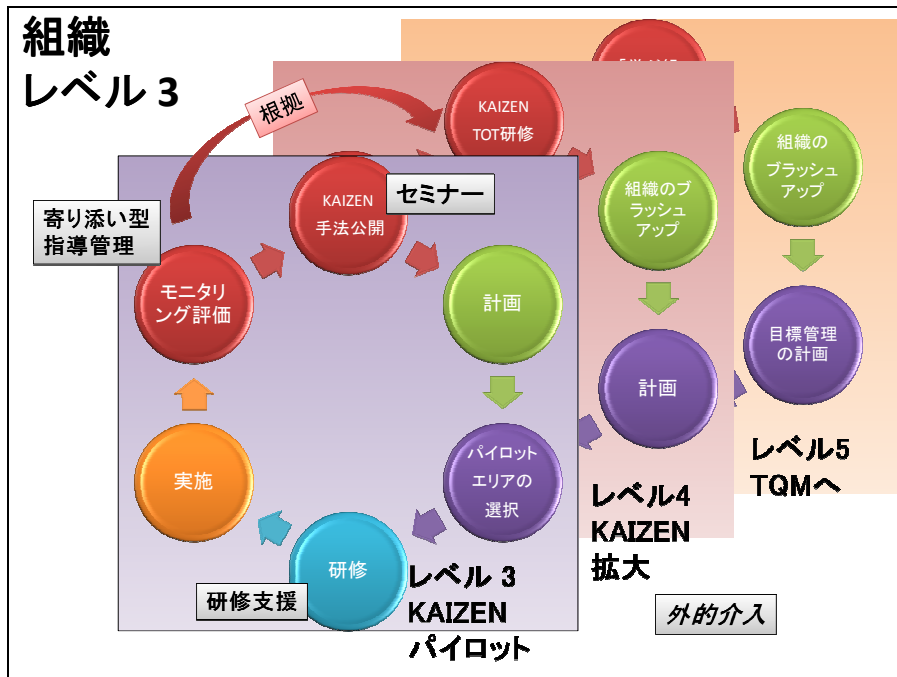 組織
レベル 3
根拠
KAIZEN
TOT研修
組織の
ブラッシュ
アップ
KAIZEN
手法公開
セミナー
組織のブ
ラッシュ
アップ
寄り添い型
指導管理
モニタリ
ング評価
計画
計画
目標管理
の計画
実施
パイロット
エリアの
選択
レベル5
TQMへ
レベル4
KAIZEN
拡大
研修
研修支援
レベル 3
KAIZEN
パイロット
外的介入